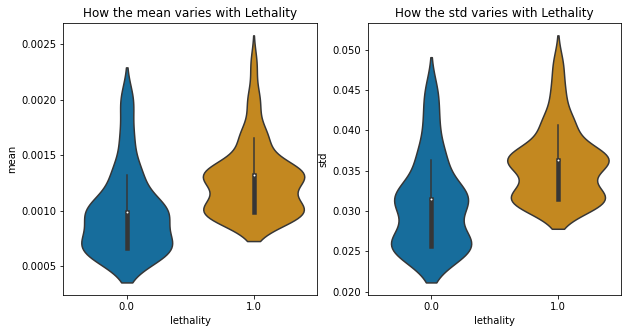 How the mean varies with Lethality
0.0025
0.0020
0.0015
0.0010
0.0005
mean
0.0
1.0
lethality
How the std varies with Lethality
0.050
0.045
0.040
0.035
0.030
0.025
0.020
std
0.0
1.0
lethality